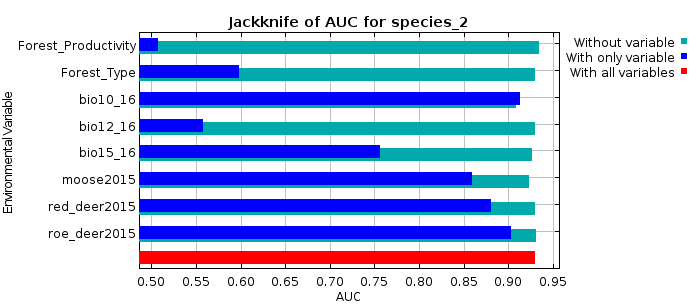 Jackknife of AUC for species_2
Forest_Productivity
Forest_Type
bio10_16
bio12_16
bio15_16
moose2015
red_deer2015
roe_deer2015
Environmental Variable
0.50 0.55 0.60 0.65 0.70 0.75 0.80 0.85 0.90 0.95
AUC
Without variable
With only variable
With all variables